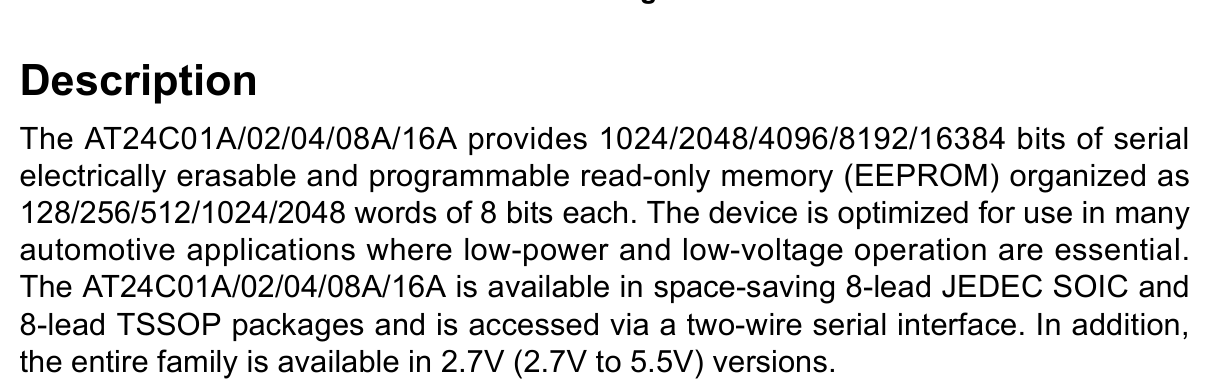 Description
The AT24C01A/02/04/08A/16A provides 1024/2048/4096/8192/16384 bits of serial
electrically erasable and programmable read-only memory (EEPROM) organized as
128/256/512/1024/2048 words of 8 bits each. The device is optimized for use in many
automotive applications where low-power and low-voltage operation are essential.
The AT24C01A/02/04/08A/16A is available in space-saving 8-lead JEDEC SOIC and
8-lead TSSOP packages and is accessed via a two-wire serial interface. In addition,
the entire family is available in 2.7V (2.7V to 5.5V) versions.